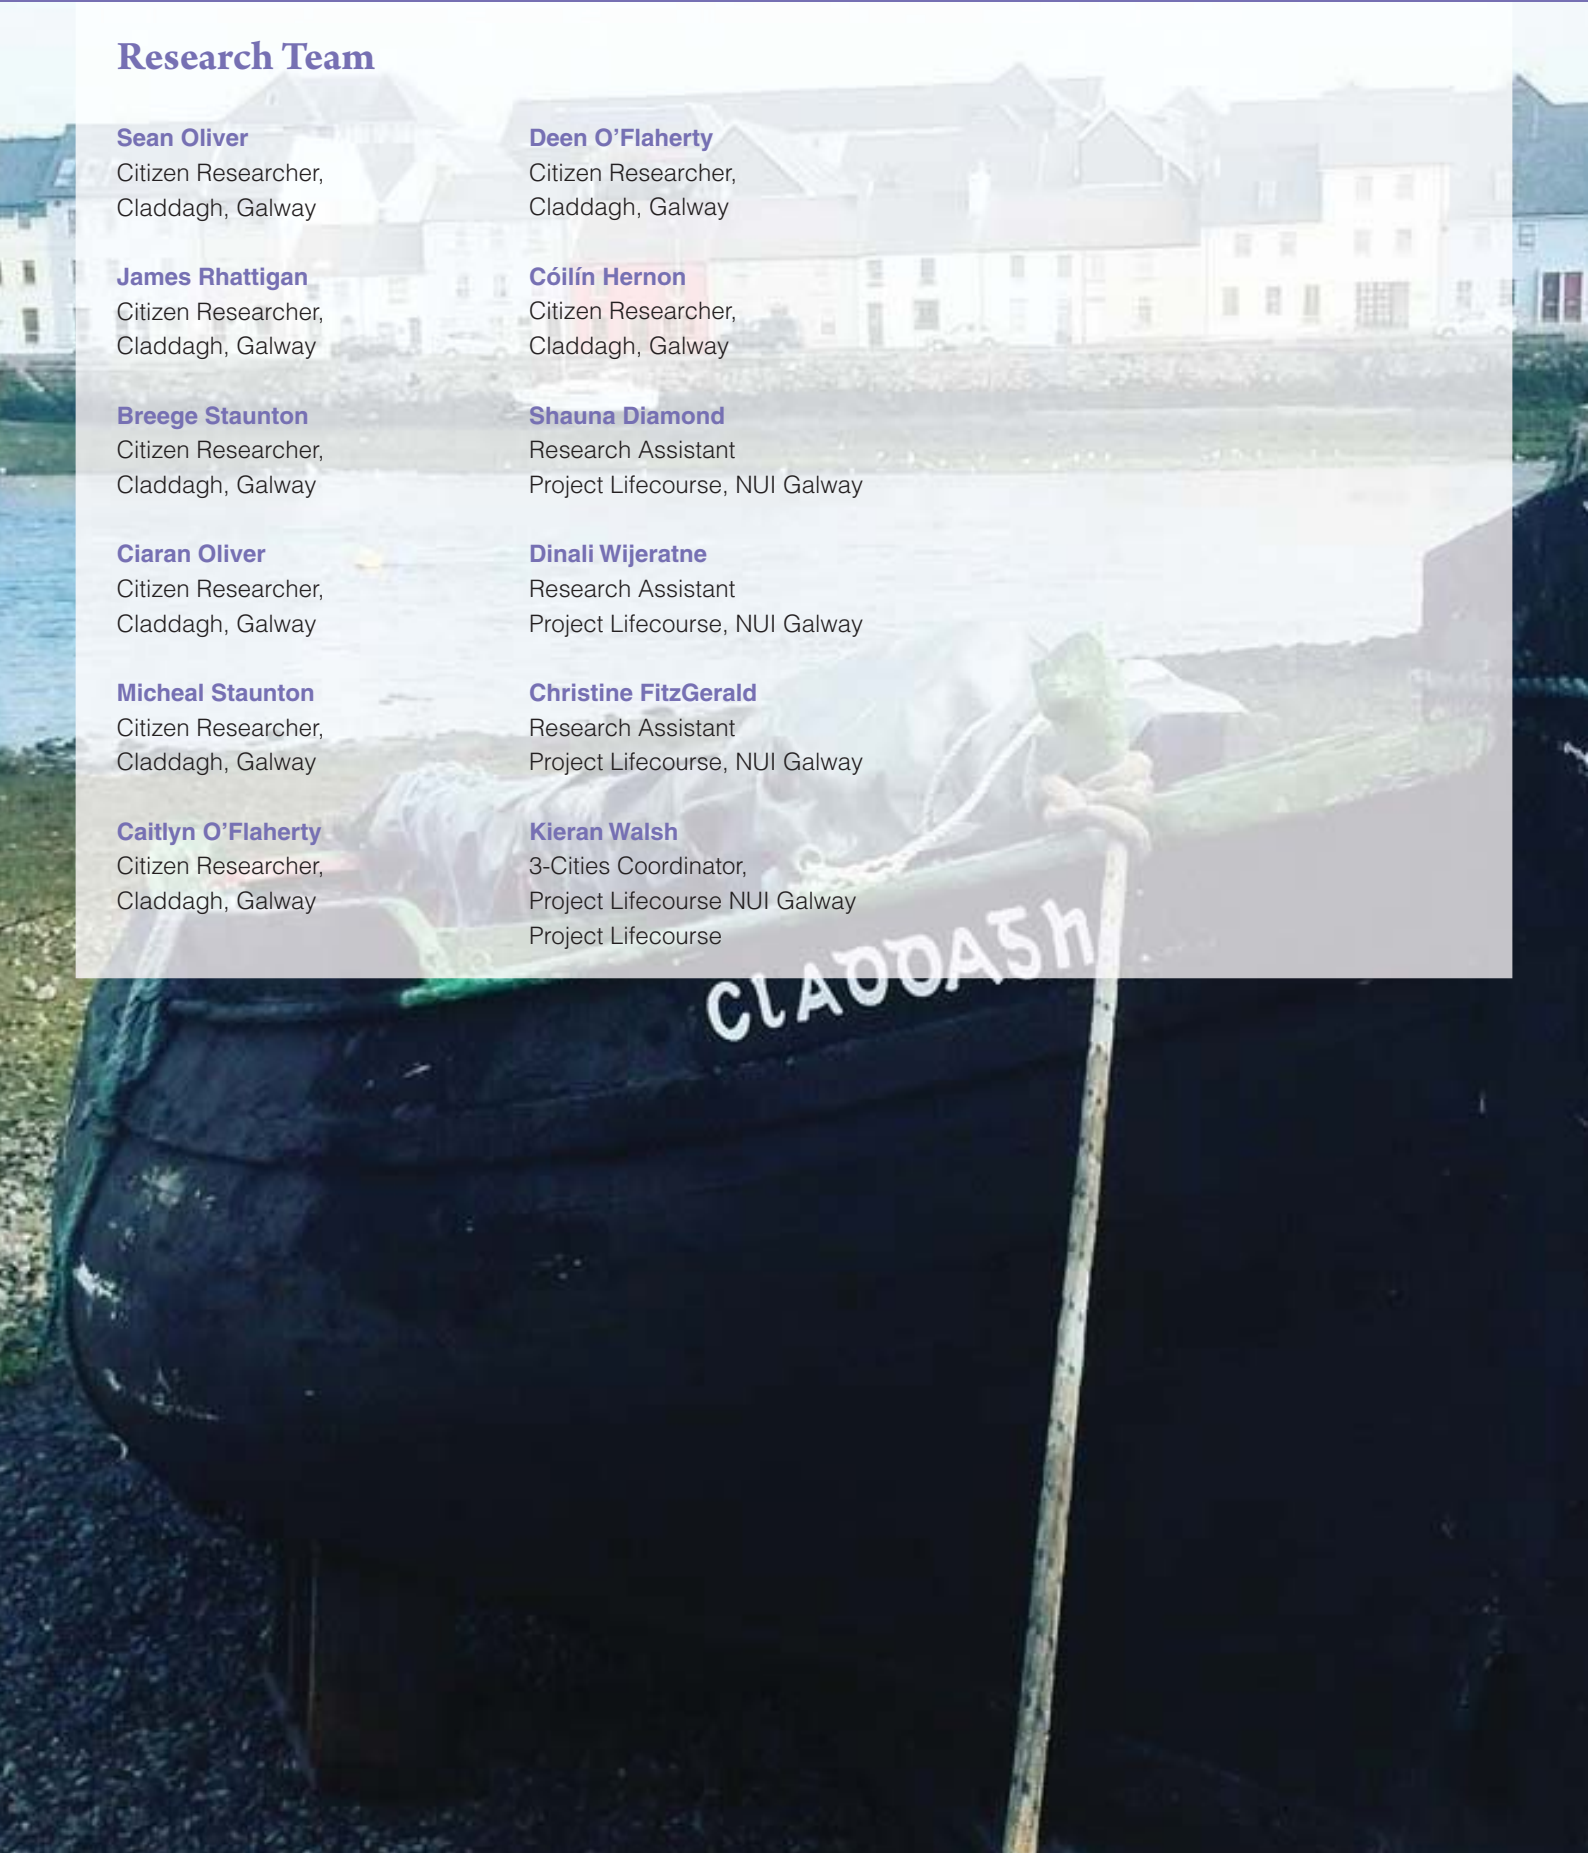 Research Team
Sean Oliver
Citizen Researcher,
Claddagh, Galway
James Rhattigan
Citizen Researcher,
Claddagh, Galway
Breege Staunton
Citizen Researcher,
Claddagh, Galway
Ciaran Oliver
Citizen Researcher,
Claddagh, Galway
Micheal Staunton
Citizen Researcher,
Claddagh, Galway
Caitlyn O’Flaherty
Citizen Researcher,
Claddagh, Galway
Deen O’Flaherty
Citizen Researcher,
Claddagh, Galway
Cóilín Hernon
Citizen Researcher,
Claddagh, Galway
Shauna Diamond
Research Assistant
Project Lifecourse, NUI Galway
Dinali Wijeratne
Research Assistant
Project Lifecourse, NUI Galway
Christine FitzGerald
Research Assistant
Project Lifecourse, NUI Galway
Kieran Walsh
3-Cities Coordinator,
Project Lifecourse NUI Galway
Project Lifecourse
CLADDAGH